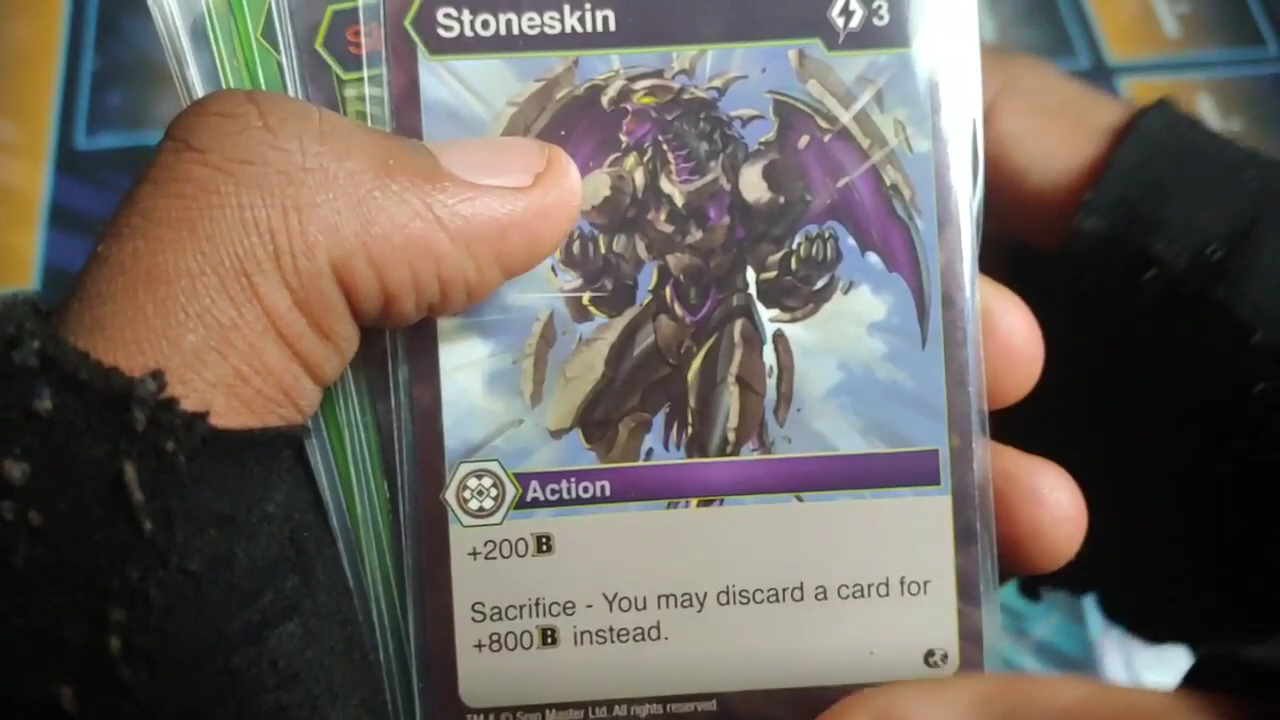 Stoneskin
3
Action
+200B
Sacrifice - You may discard a card for
+800B instead.
TM & © Spin Master Ltd. All rights reserved.